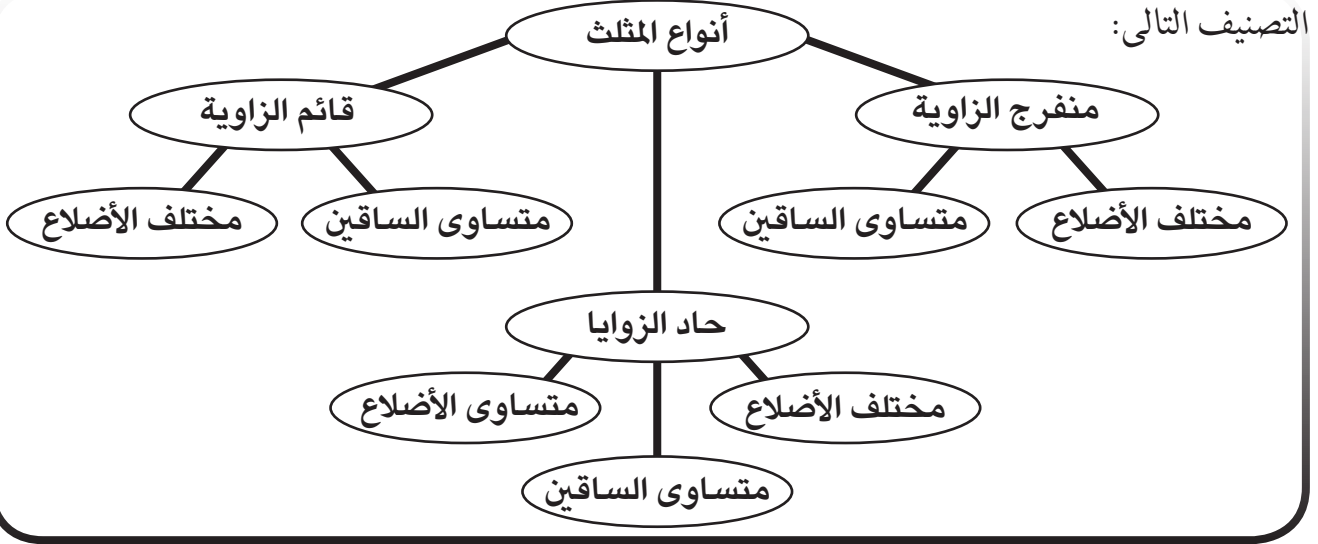 التصنيف التالى:
أنواع المثلث
منفرج الزاوية
قائم الزاوية
مختلف الأضلاع
متساوى الساقين
متساوى الساقين
مختلف الأضلاع
حاد الزوايا
مختلف الأضلاع
متساوى الأضلاع
متساوى الساقين